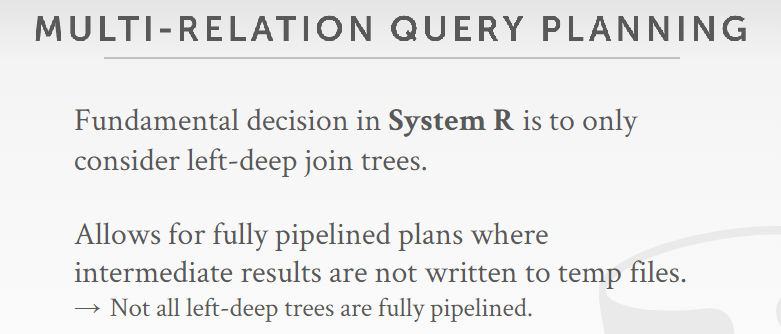 MULTI-RELATION QUERY PLANNING
Fundamental decision in System R is to only
consider left-deep join trees.
Allows for fully pipelined plans where
intermediate results are not written to temp files.
→ Not all left-deep trees are fully pipelined.